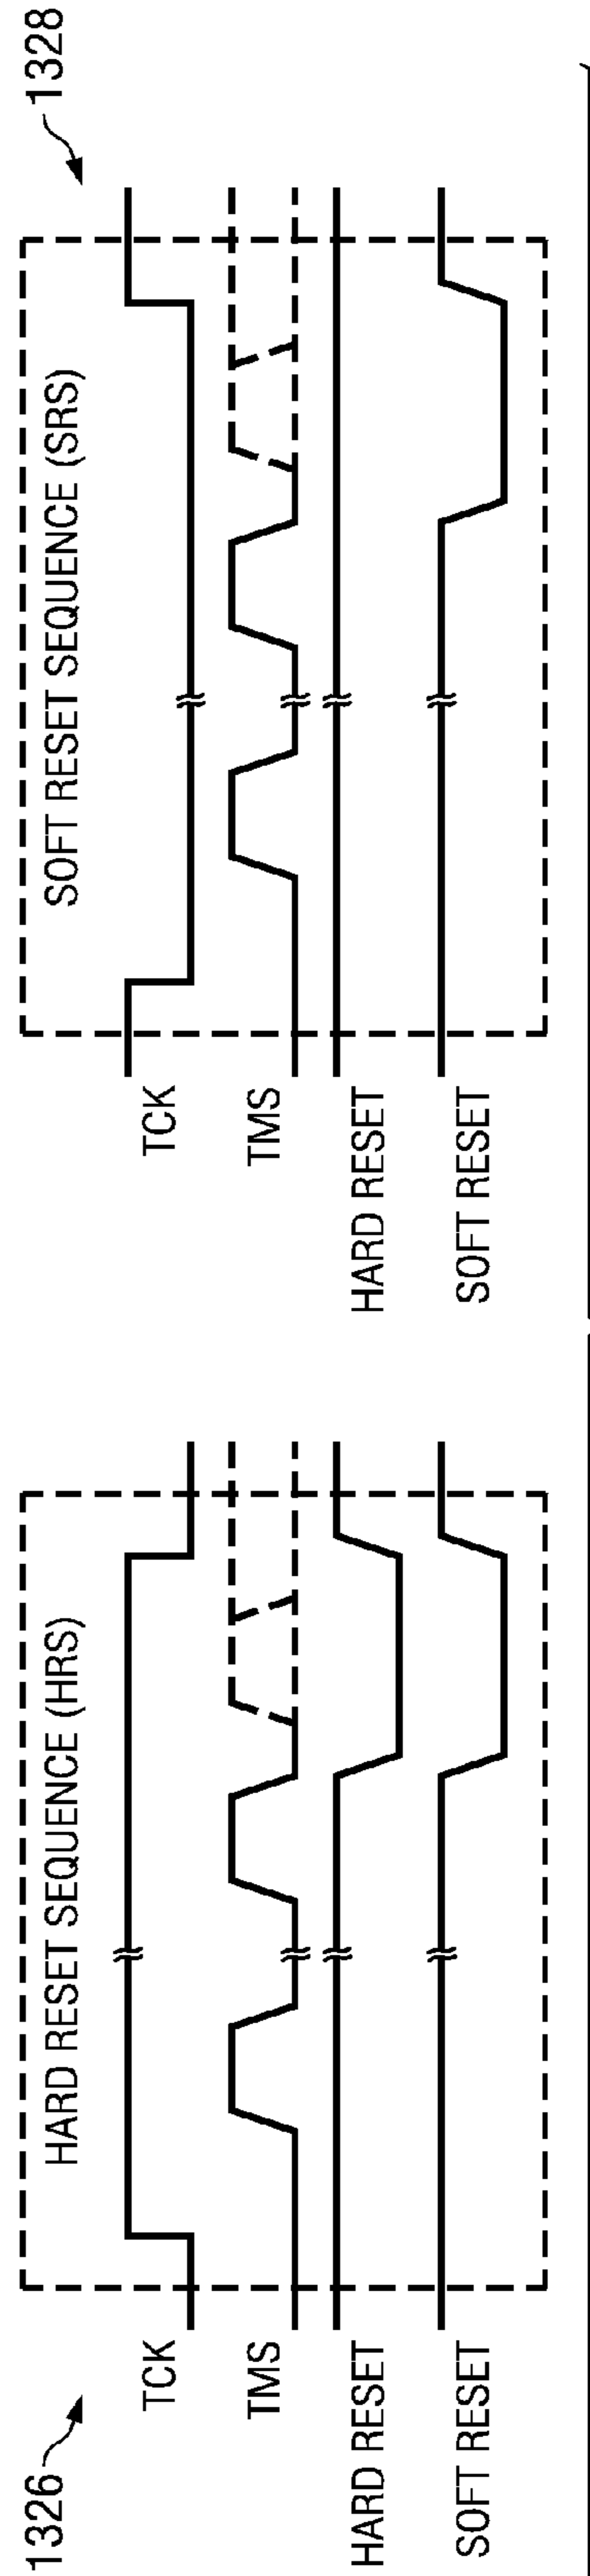 1326
HARD RESET SEQUENCE (HRS)
TCK
TMS
HARD RESET
SOFT RESET
1328
SOFT RESET SEQUENCE (SRS)
TCK
TMS
HARD RESET
SOFT RESET